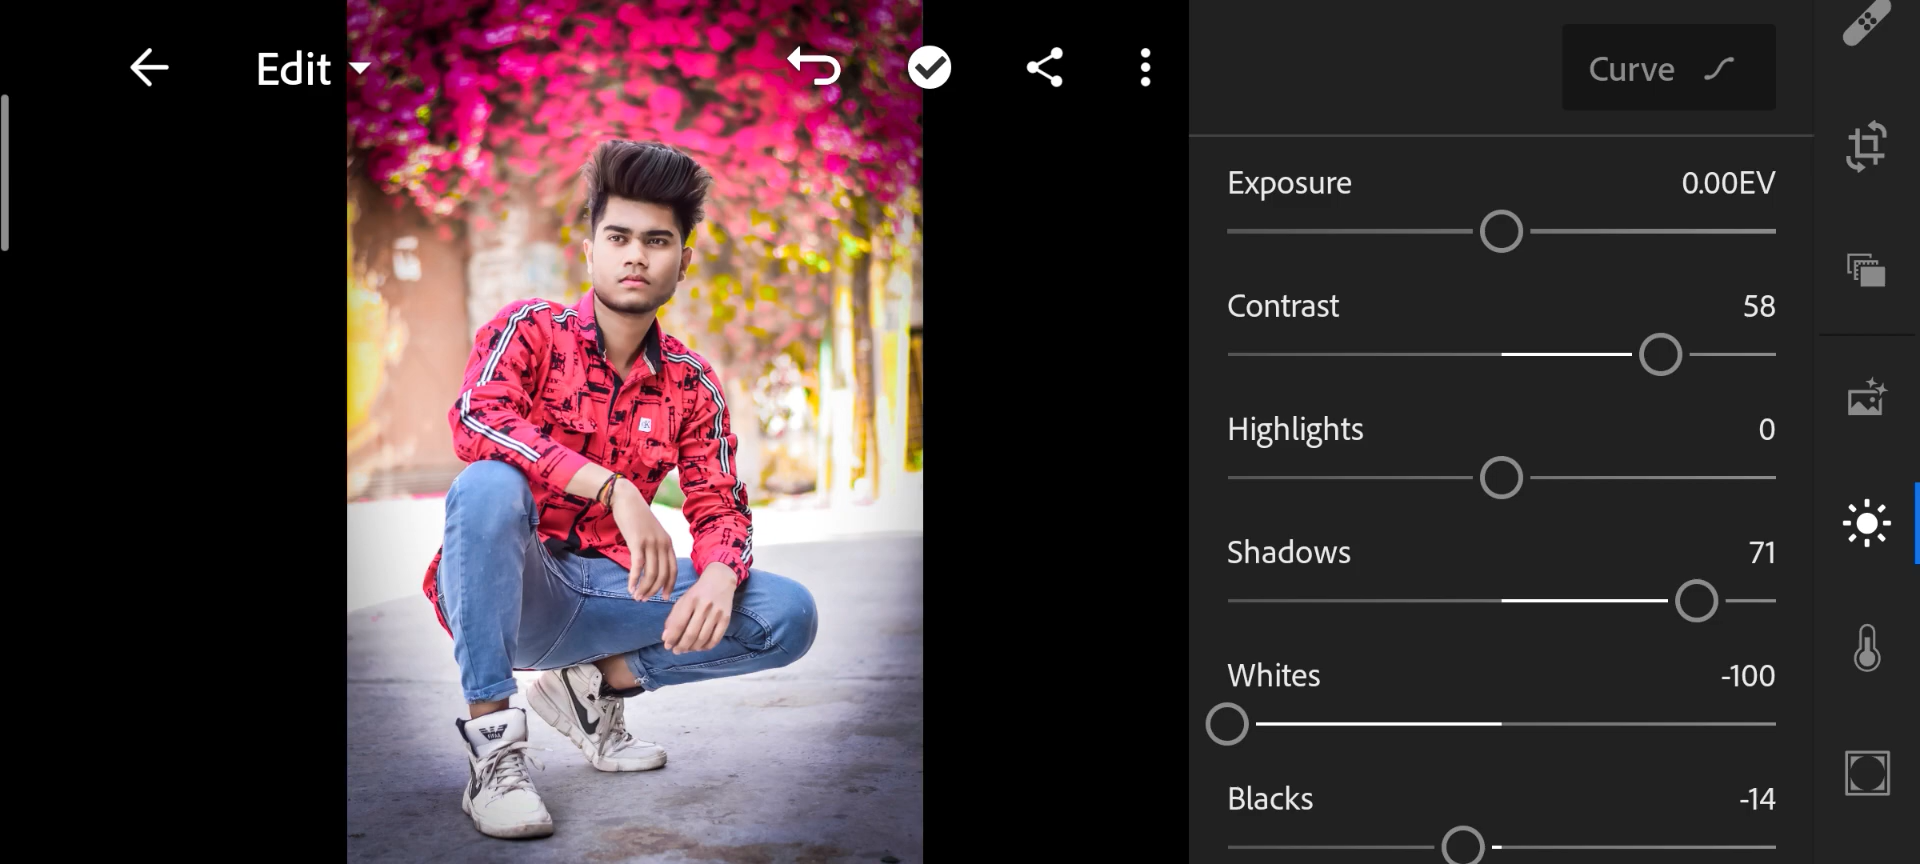 Edit
Curve
Exposure 0.00EV
Contrast 58
Highlights 0
Shadows 71
Whites -100
Blacks -14